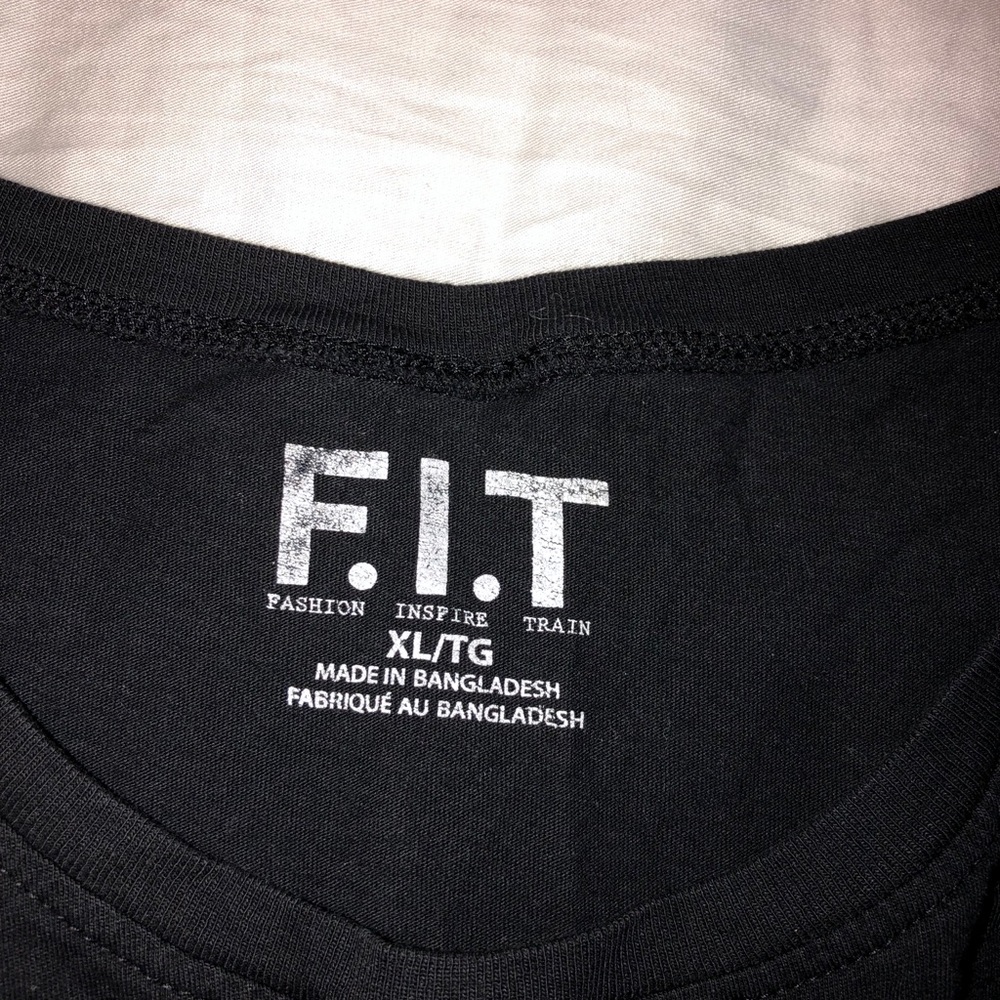 F.I.T
FASHION INSPIRE TRAIN
XL/TG
MADE IN BANGLADESH
FABRIQUÉ AU BANGLADESH